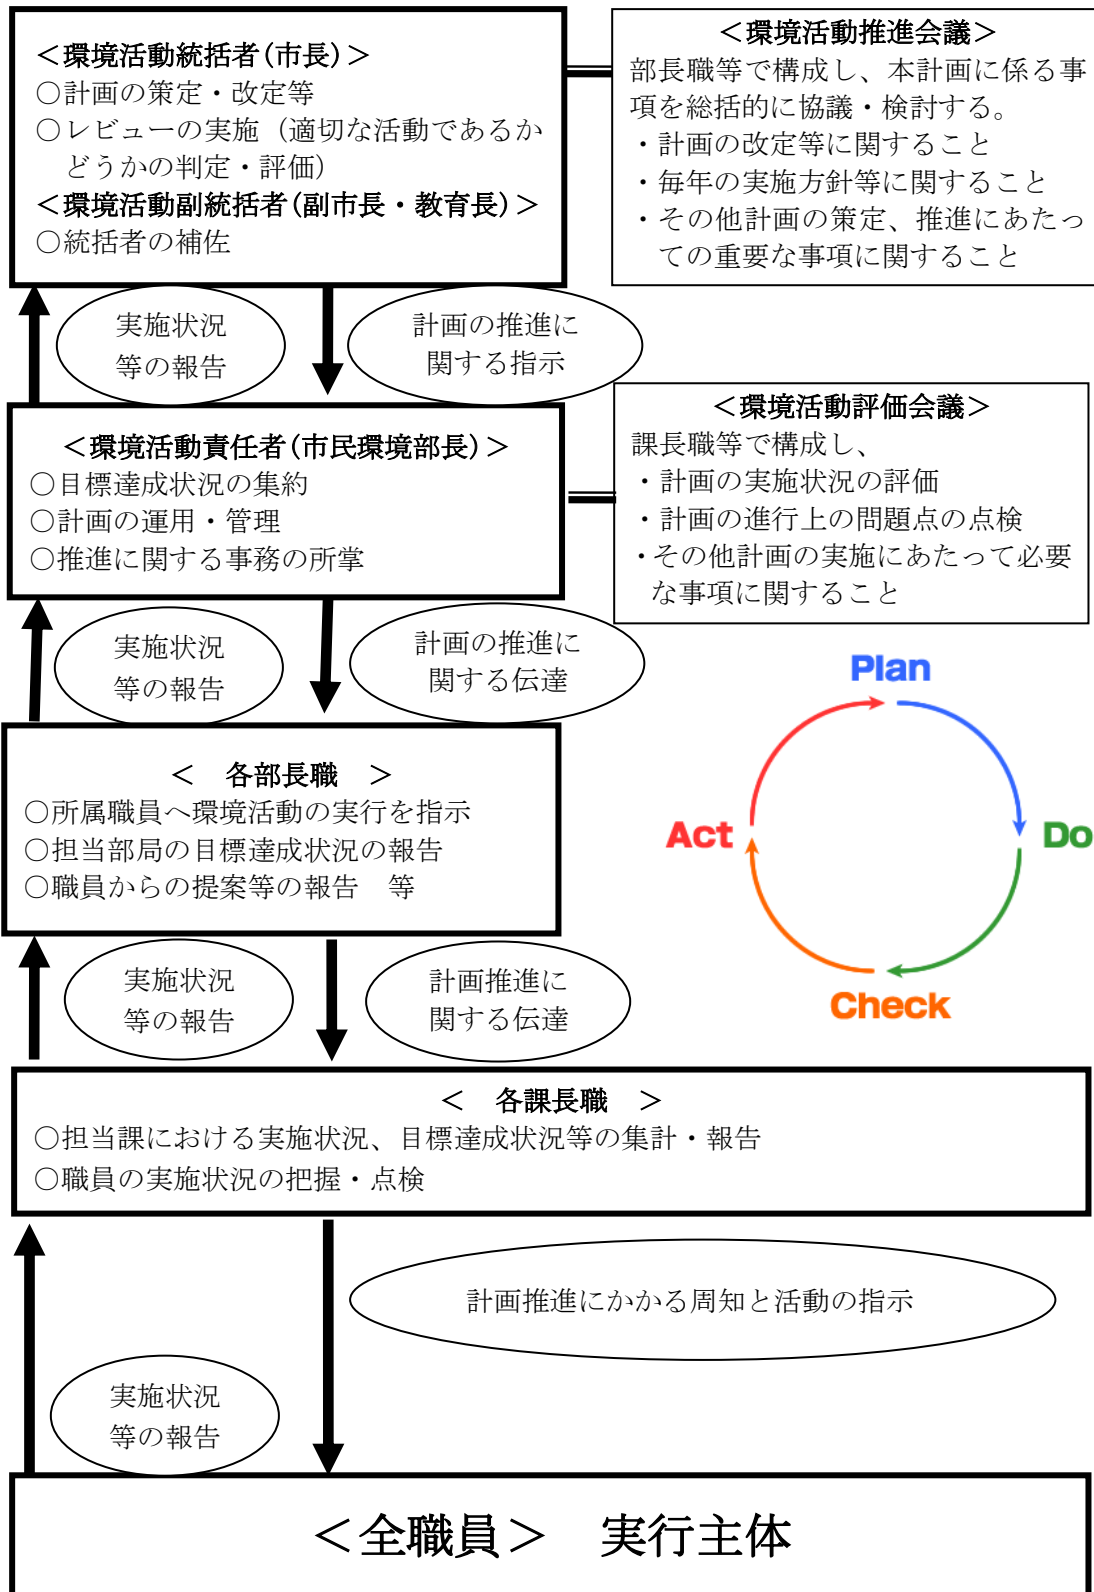 ＜環境活動統括者(市長)＞
○計画の策定・改定等
○レビューの実施（適切な活動であるか
どうかの判定・評価）
＜環境活動副統括者(副市長・教育長)＞
○統括者の補佐
＜環境活動推進会議＞
部長職等で構成し、本計画に係る事
項を総括的に協議・検討する。
・計画の改定等に関すること
・毎年の実施方針等に関すること
・その他計画の策定、推進にあたっ
ての重要な事項に関すること
実施状況
等の報告
計画の推進に
関する指示
＜環境活動責任者(市民環境部長)＞
○目標達成状況の集約
○計画の運用・管理
○推進に関する事務の所掌
＜環境活動評価会議＞
課長職等で構成し、
・計画の実施状況の評価
・計画の進行上の問題点の点検
・その他計画の実施にあたって必要
な事項に関すること
実施状況
等の報告
計画の推進に
関する伝達
＜　各部長職　＞
○所属職員へ環境活動の実行を指示
○担当部局の目標達成状況の報告
○職員からの提案等の報告　等
Plan
Do
Check
Act
実施状況
等の報告
計画推進に
関する伝達
＜　各課長職　＞
○担当課における実施状況、目標達成状況等の集計・報告
○職員の実施状況の把握・点検
計画推進にかかる周知と活動の指示
実施状況
等の報告
＜全職員＞　実行主体